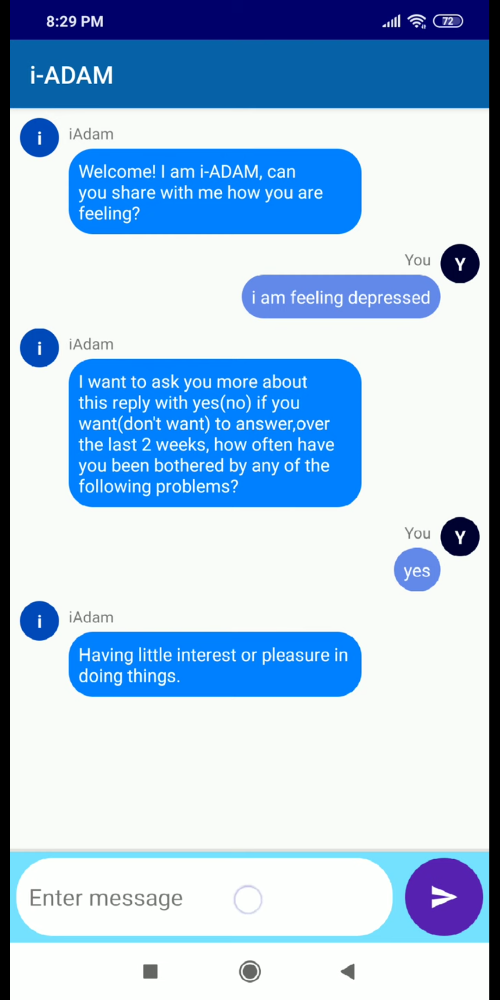 8:29 PM
72
i-ADAM
i
iAdam
Welcome! I am i-ADAM, can
you share with me how you are
feeling?
You
Y
i am feeling depressed
i
iAdam
I want to ask you more about
this reply with yes(no) if you
want(don't want) to answer,over
the last 2 weeks, how often have
you been bothered by any of the
following problems?
You
Y
yes
i
iAdam
Having little interest or pleasure in
doing things.
Enter message